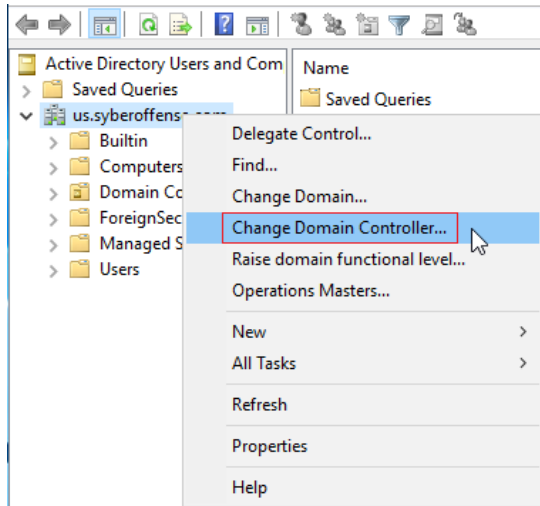 Active Directory Users and Com
Name
Saved Queries
Saved Queries
us.syberoffense.com
Builtin
Delegate Control...
Computers
Find...
Domain Co
Change Domain...
ForeignSec
Change Domain Controller...
Managed S
Raise domain functional level...
Users
Operations Masters...
New
All Tasks
Refresh
Properties
Help